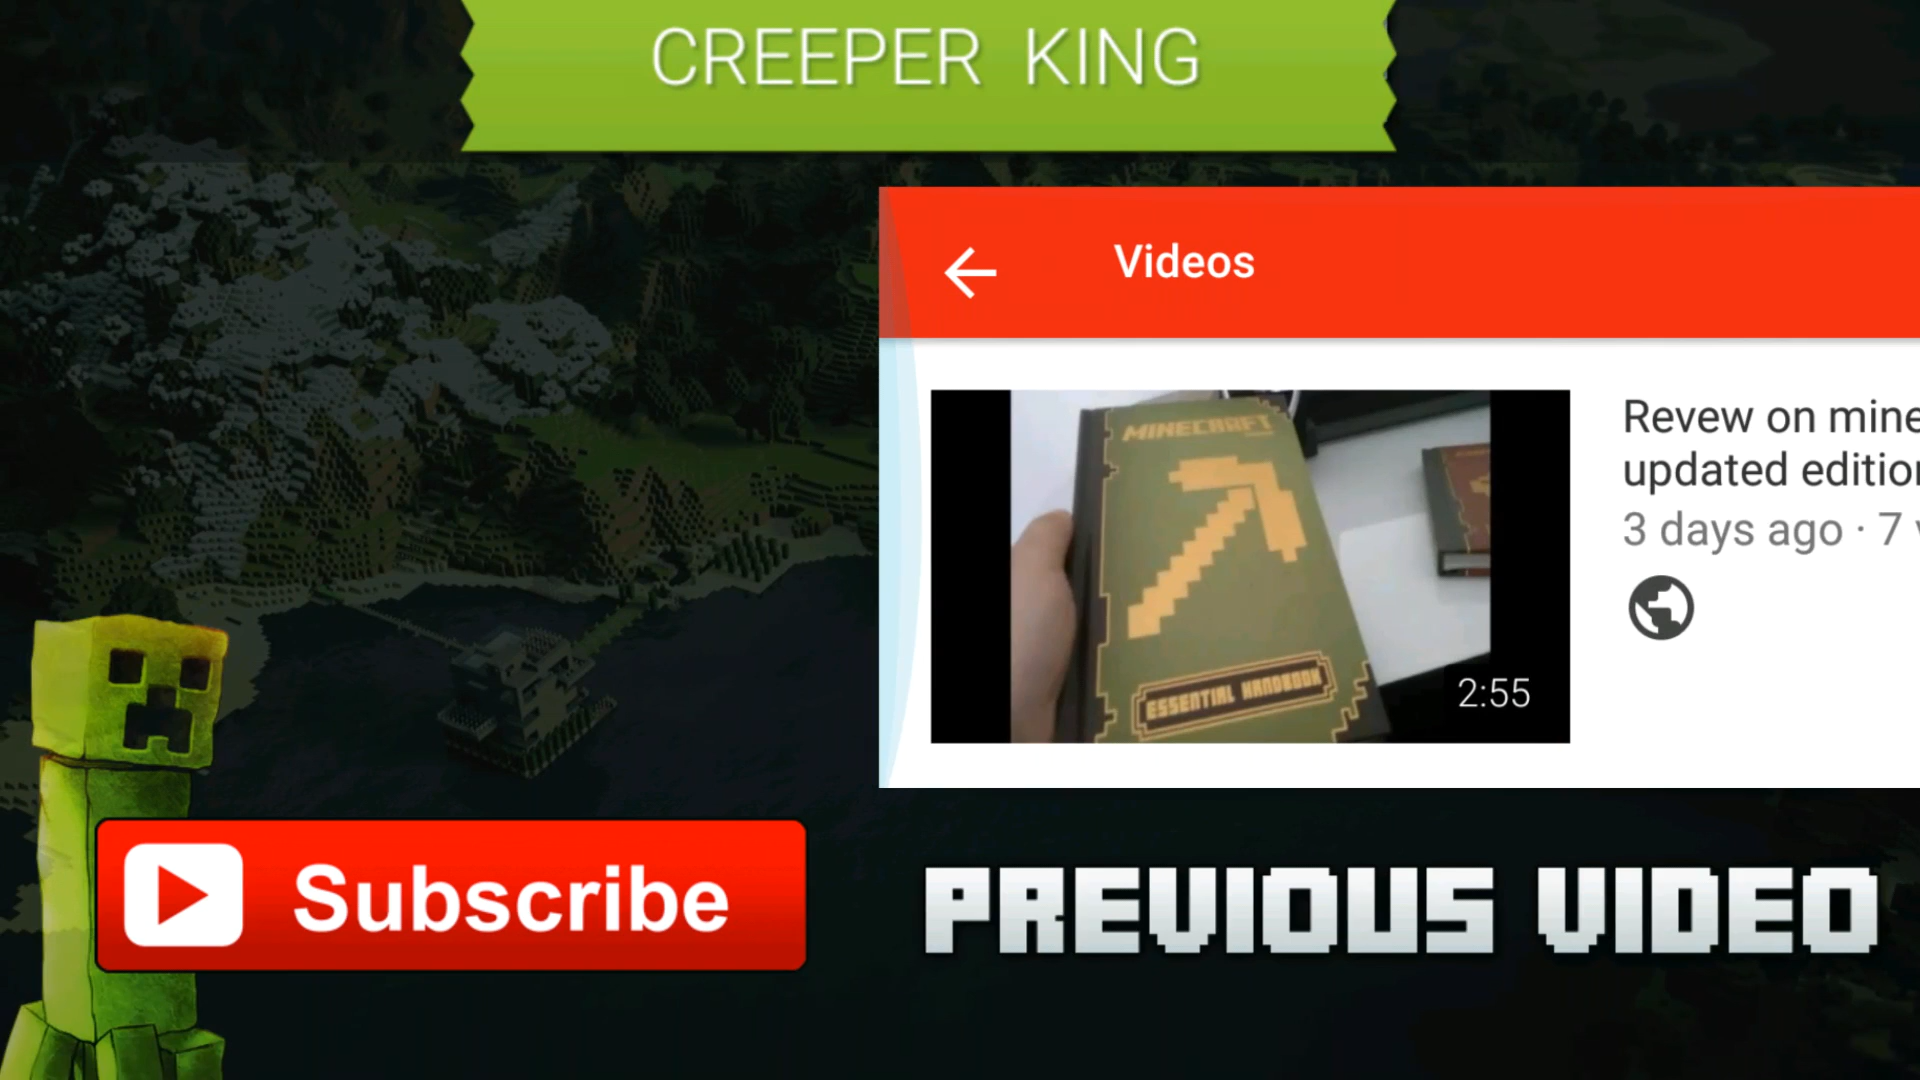 CREEPER KING
Videos
MINECRAFT
ESSENTIAL HANDBOOK
2:55
Revew on mine
updated edition
3 days ago · 7 v
Subscribe
PREVIOUS VIDEO